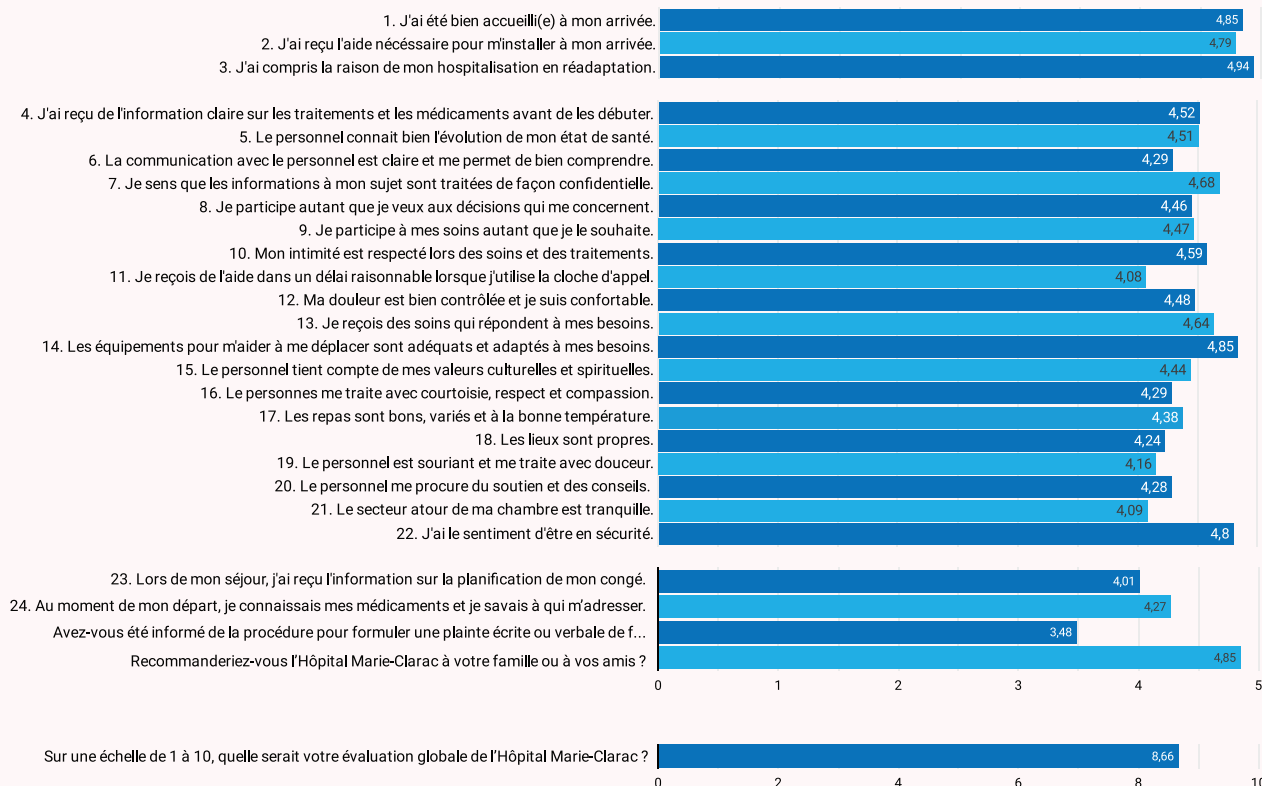 1. J'ai été bien accueilli(e) à mon arrivée. 4,85
2. J'ai reçu l'aide nécéssaire pour m'installer à mon arrivée. 4,79
3. J'ai compris la raison de mon hospitalisation en réadaptation. 4,94
4. J'ai reçu de l'information claire sur les traitements et les médicaments avant de les débuter. 4,52
5. Le personnel connait bien l'évolution de mon état de santé. 4,51
6. La communication avec le personnel est claire et me permet de bien comprendre. 4,29
7. Je sens que les informations à mon sujet sont traitées de façon confidentielle. 4,68
8. Je participe autant que je veux aux décisions qui me concernent. 4,46
9. Je participe à mes soins autant que je le souhaite. 4,47
10. Mon intimité est respecté lors des soins et des traitements. 4,59
11. Je reçois de l'aide dans un délai raisonnable lorsque j'utilise la cloche d'appel. 4,08
12. Ma douleur est bien contrôlée et je suis confortable. 4,48
13. Je reçois des soins qui répondent à mes besoins. 4,64
14. Les équipements pour m'aider à me déplacer sont adéquats et adaptés à mes besoins. 4,85
15. Le personnel tient compte de mes valeurs culturelles et spirituelles. 4,44
16. Le personnes me traite avec courtoisie, respect et compassion. 4,29
17. Les repas sont bons, variés et à la bonne température. 4,38
18. Les lieux sont propres. 4,24
19. Le personnel est souriant et me traite avec douceur. 4,16
20. Le personnel me procure du soutien et des conseils. 4,28
21. Le secteur atour de ma chambre est tranquille. 4,09
22. J'ai le sentiment d'être en sécurité. 4,8
23. Lors de mon séjour, j'ai reçu l'information sur la planification de mon congé. 4,01
24. Au moment de mon départ, je connaissais mes médicaments et je savais à qui m’adresser. 4,27
Avez-vous été informé de la procédure pour formuler une plainte écrite ou verbale de f... 3,48
Recommanderiez-vous l’Hôpital Marie-Clarac à votre famille ou à vos amis ? 4,85
0 1 2 3 4 5
Sur une échelle de 1 à 10, quelle serait votre évaluation globale de l’Hôpital Marie-Clarac ? 8,66
0 2 4 6 8 10